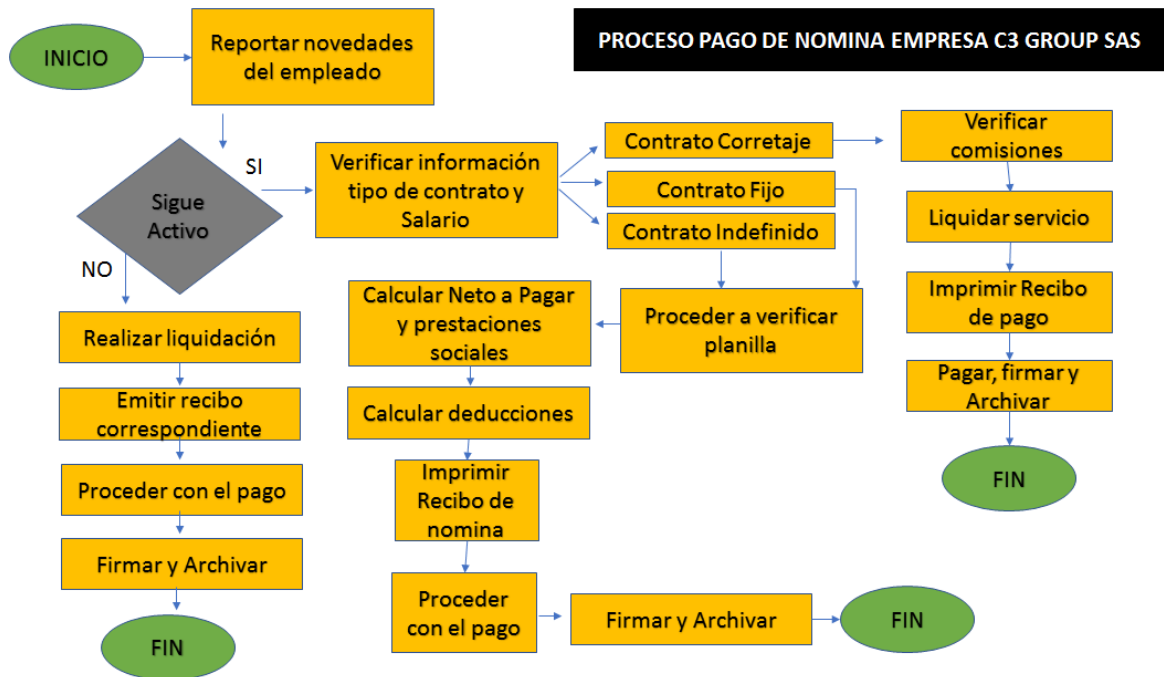 PROCESO PAGO DE NOMINA EMPRESA C3 GROUP SAS
INICIO
Reportar novedades
del empleado
Sigue
Activo
SI
NO
Verificar información
tipo de contrato y
Salario
Contrato Corretaje
Contrato Fijo
Contrato Indefinido
Verificar
comisiones
Liquidar servicio
Imprimir Recibo
de pago
Pagar, firmar y
Archivar
FIN
Proceder a verificar
planilla
Calcular Neto a Pagar
y prestaciones
sociales
Calcular deducciones
Imprimir
Recibo de
nomina
Proceder
con el pago
Firmar y Archivar
FIN
Realizar liquidación
Emitir recibo
correspondiente
Proceder con el pago
Firmar y Archivar
FIN